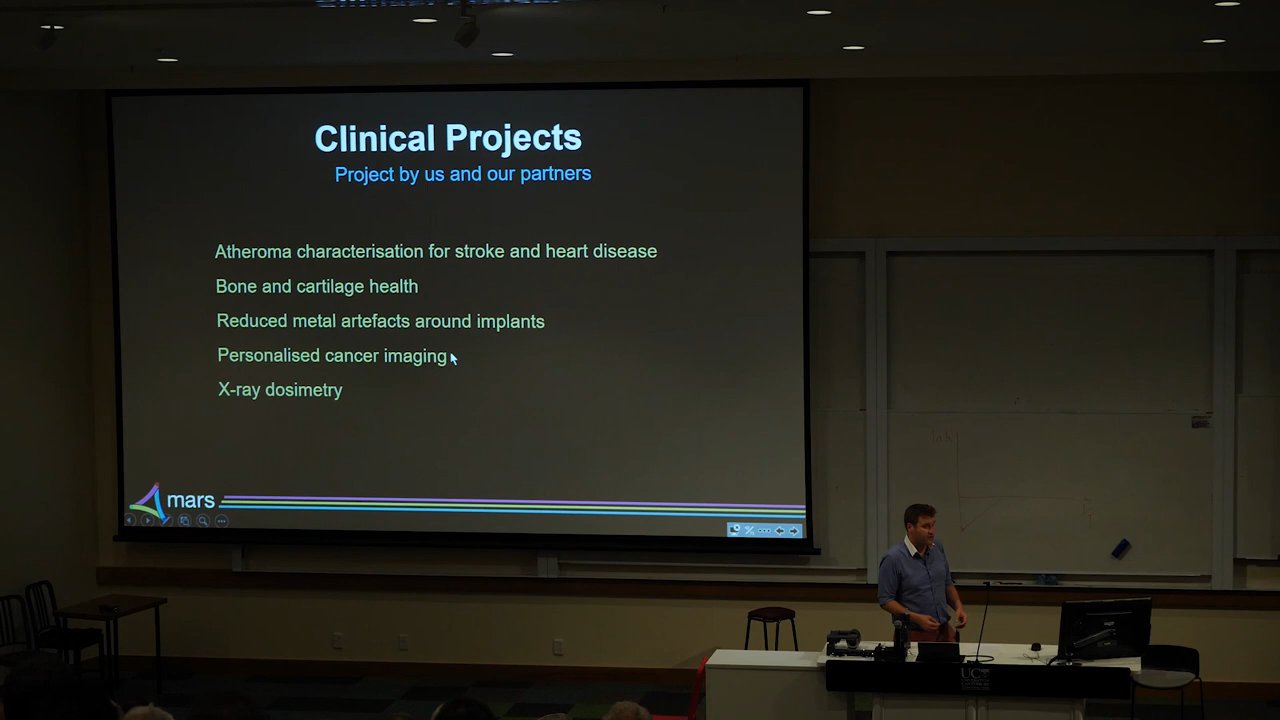 Clinical Projects
Project by us and our partners
Atheroma characterisation for stroke and heart disease
Bone and cartilage health
Reduced metal artefacts around implants
Personalised cancer imaging
X-ray dosimetry
mars
UC